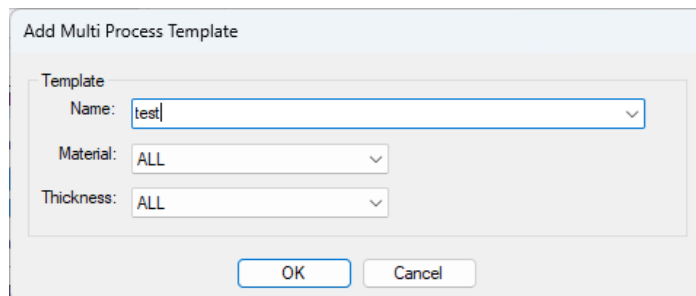 Add Multi Process Template
Template
Name: test
Material: ALL
Thickness: ALL
OK Cancel